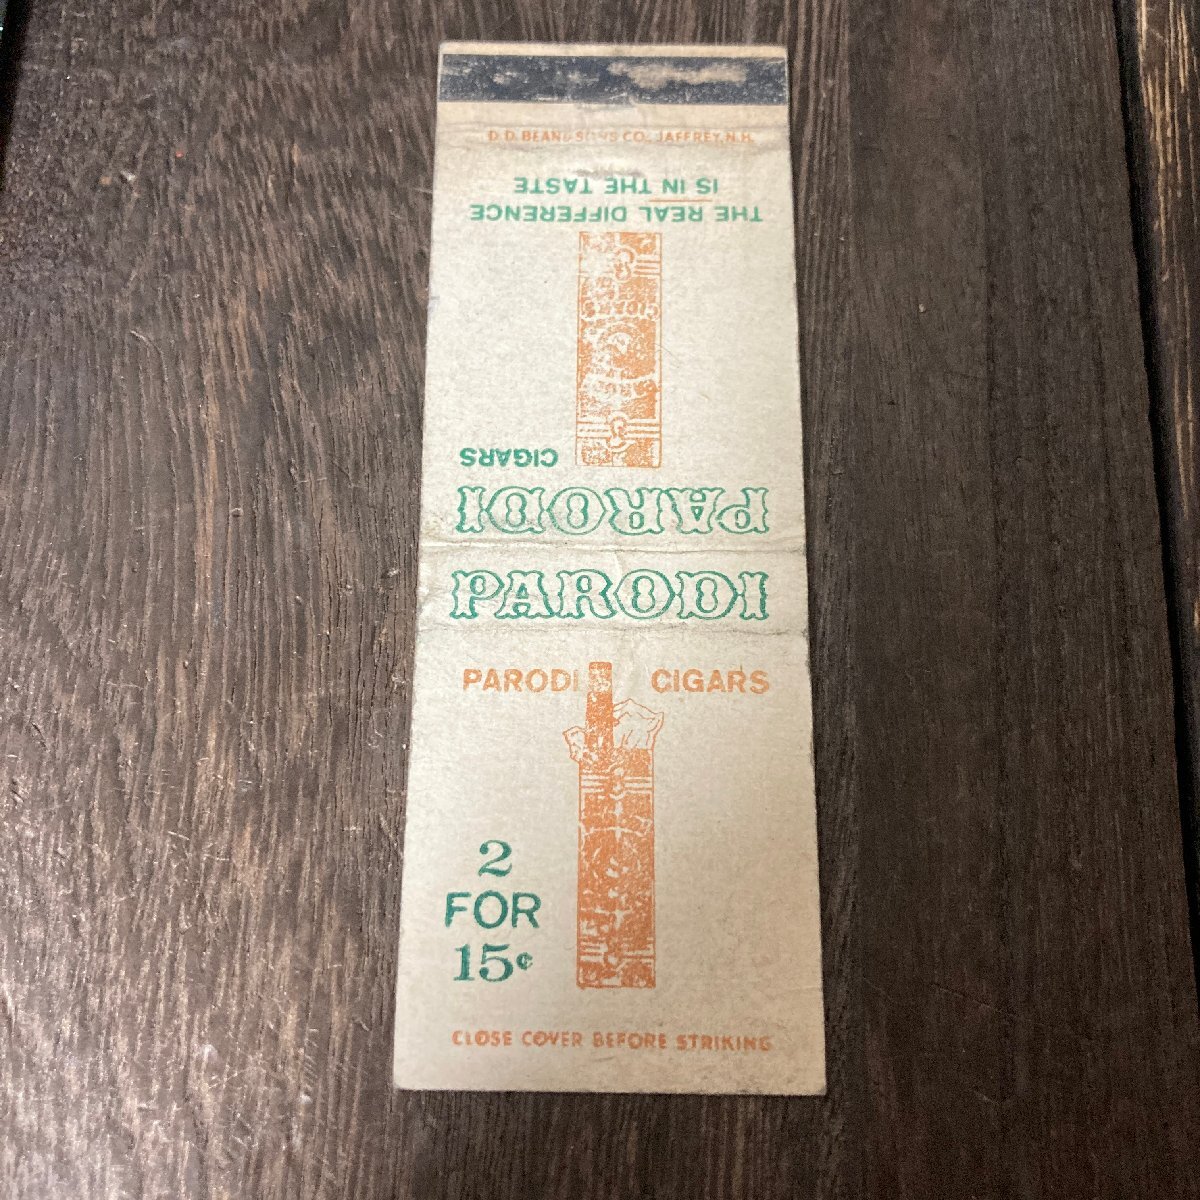 D. D. BEAN & SONS CO., JAFFREY, N.H.
THE REAL DIFFERENCE
IS IN THE TASTE
CIGARS
CIGARS
PARODI
PARODI
PARODI CIGARS
2
FOR
15¢
CLOSE COVER BEFORE STRIKING